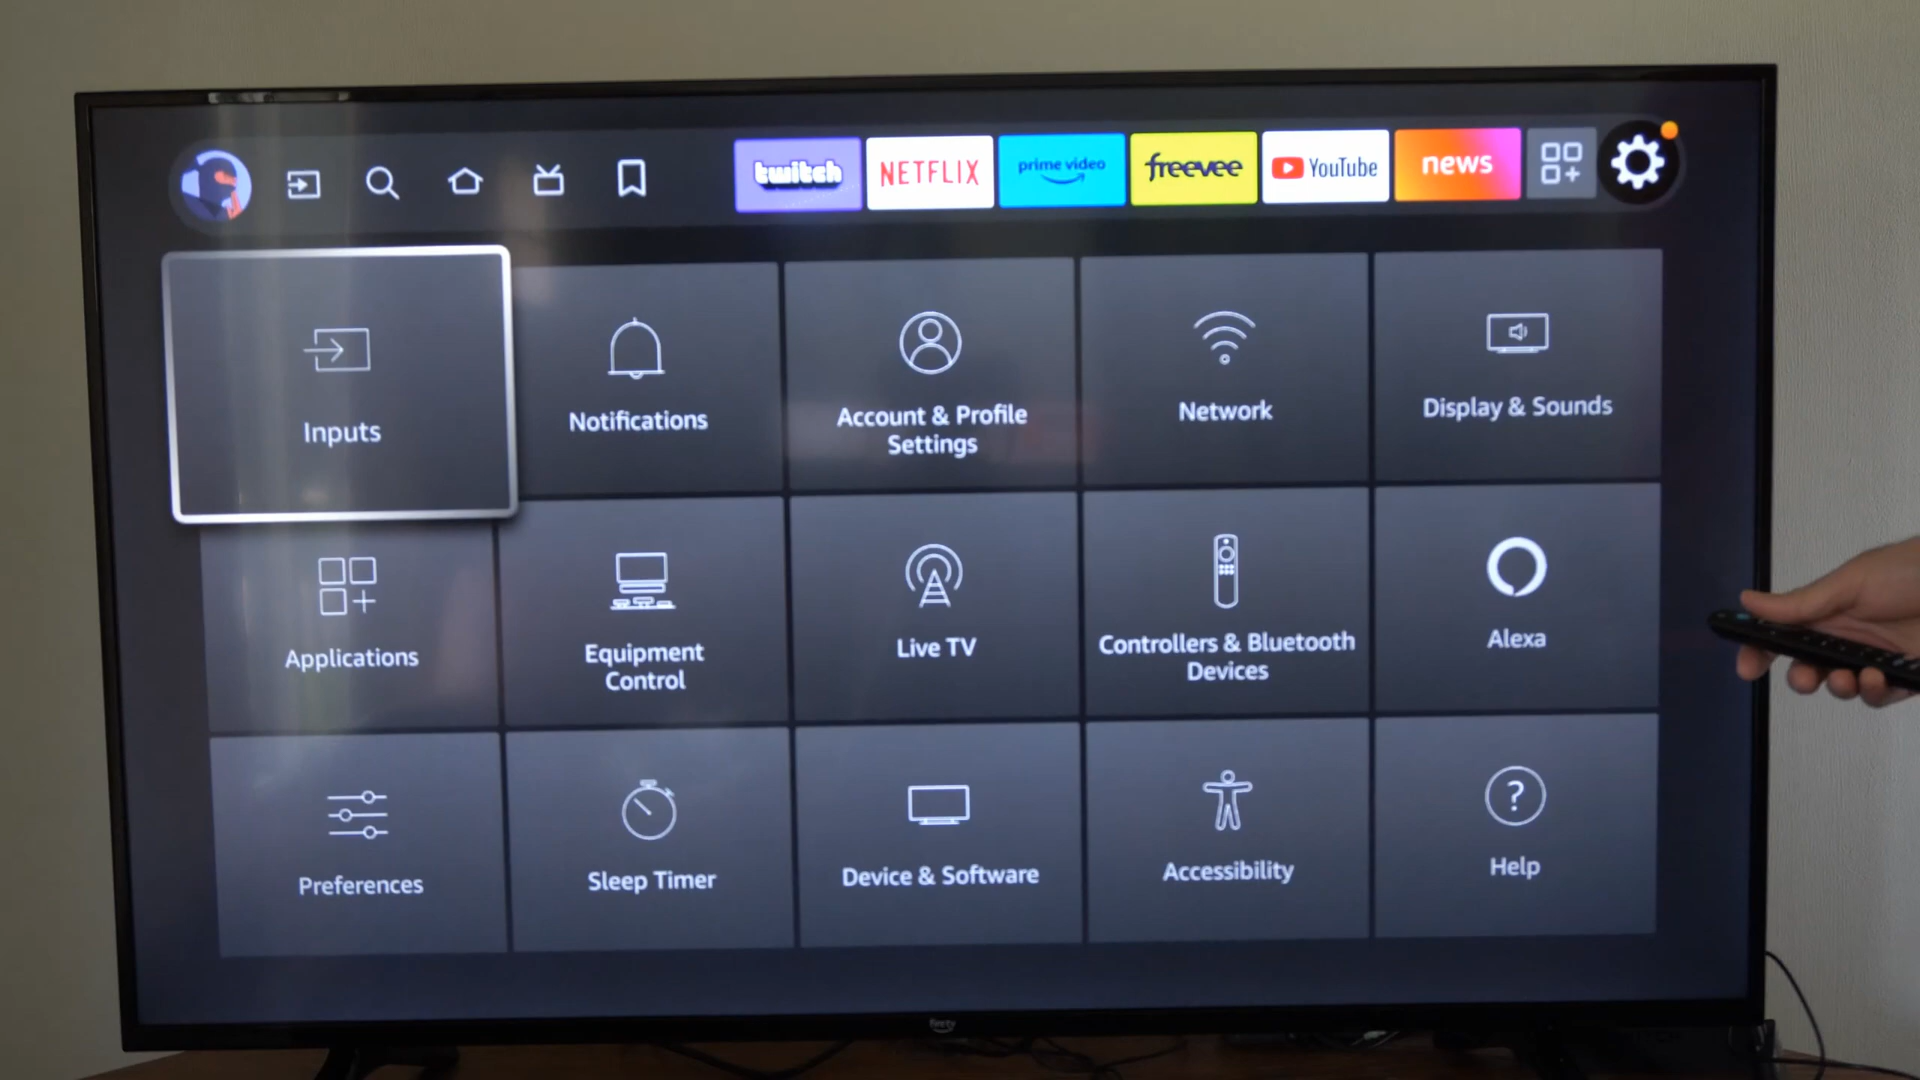 twitch
NETFLIX
prime video
freevee
YouTube
news
Inputs
Notifications
Account & Profile
Settings
Network
Display & Sounds
Applications
Equipment
Control
Live TV
Controllers & Bluetooth
Devices
Alexa
Preferences
Sleep Timer
Device & Software
Accessibility
?
Help
firetv